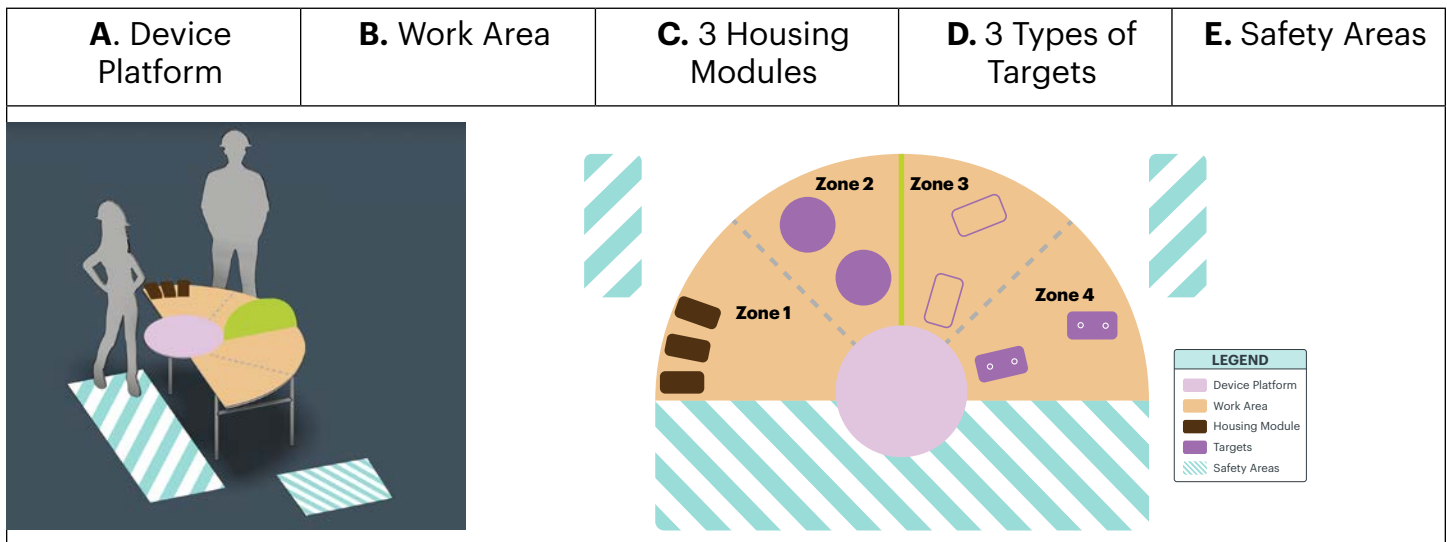 A. Device
Platform
B. Work Area
C. 3 Housing
Modules
D. 3 Types of
Targets
E. Safety Areas
Zone 2
Zone 3
Zone 1
Zone 4
LEGEND
Device Platform
Work Area
Housing Module
Targets
Safety Areas